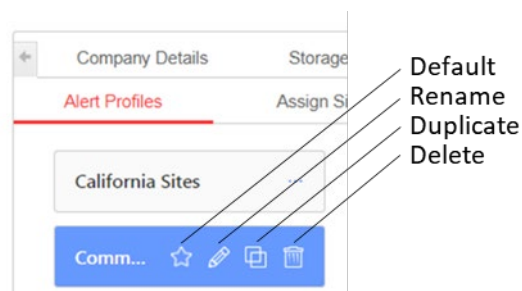 Company Details
Storage
Alert Profiles
Assign Si
California Sites
...
Comm...
Default
Rename
Duplicate
Delete